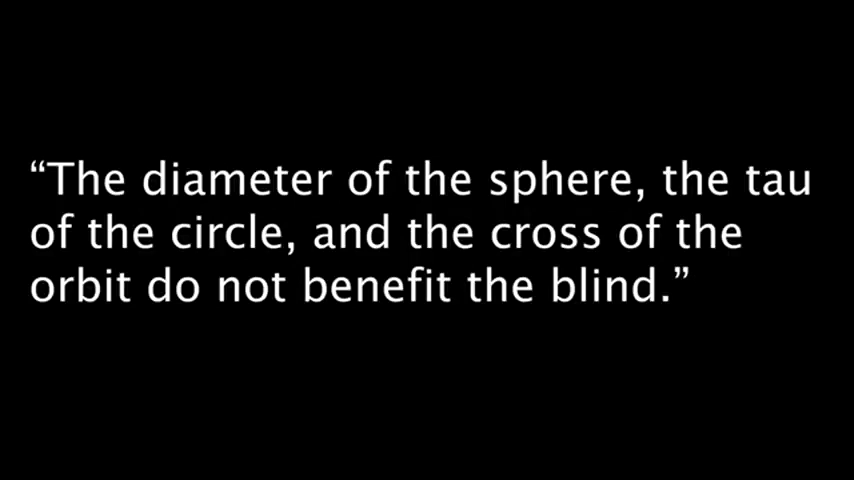 “The diameter of the sphere, the tau
of the circle, and the cross of the
orbit do not benefit the blind.”